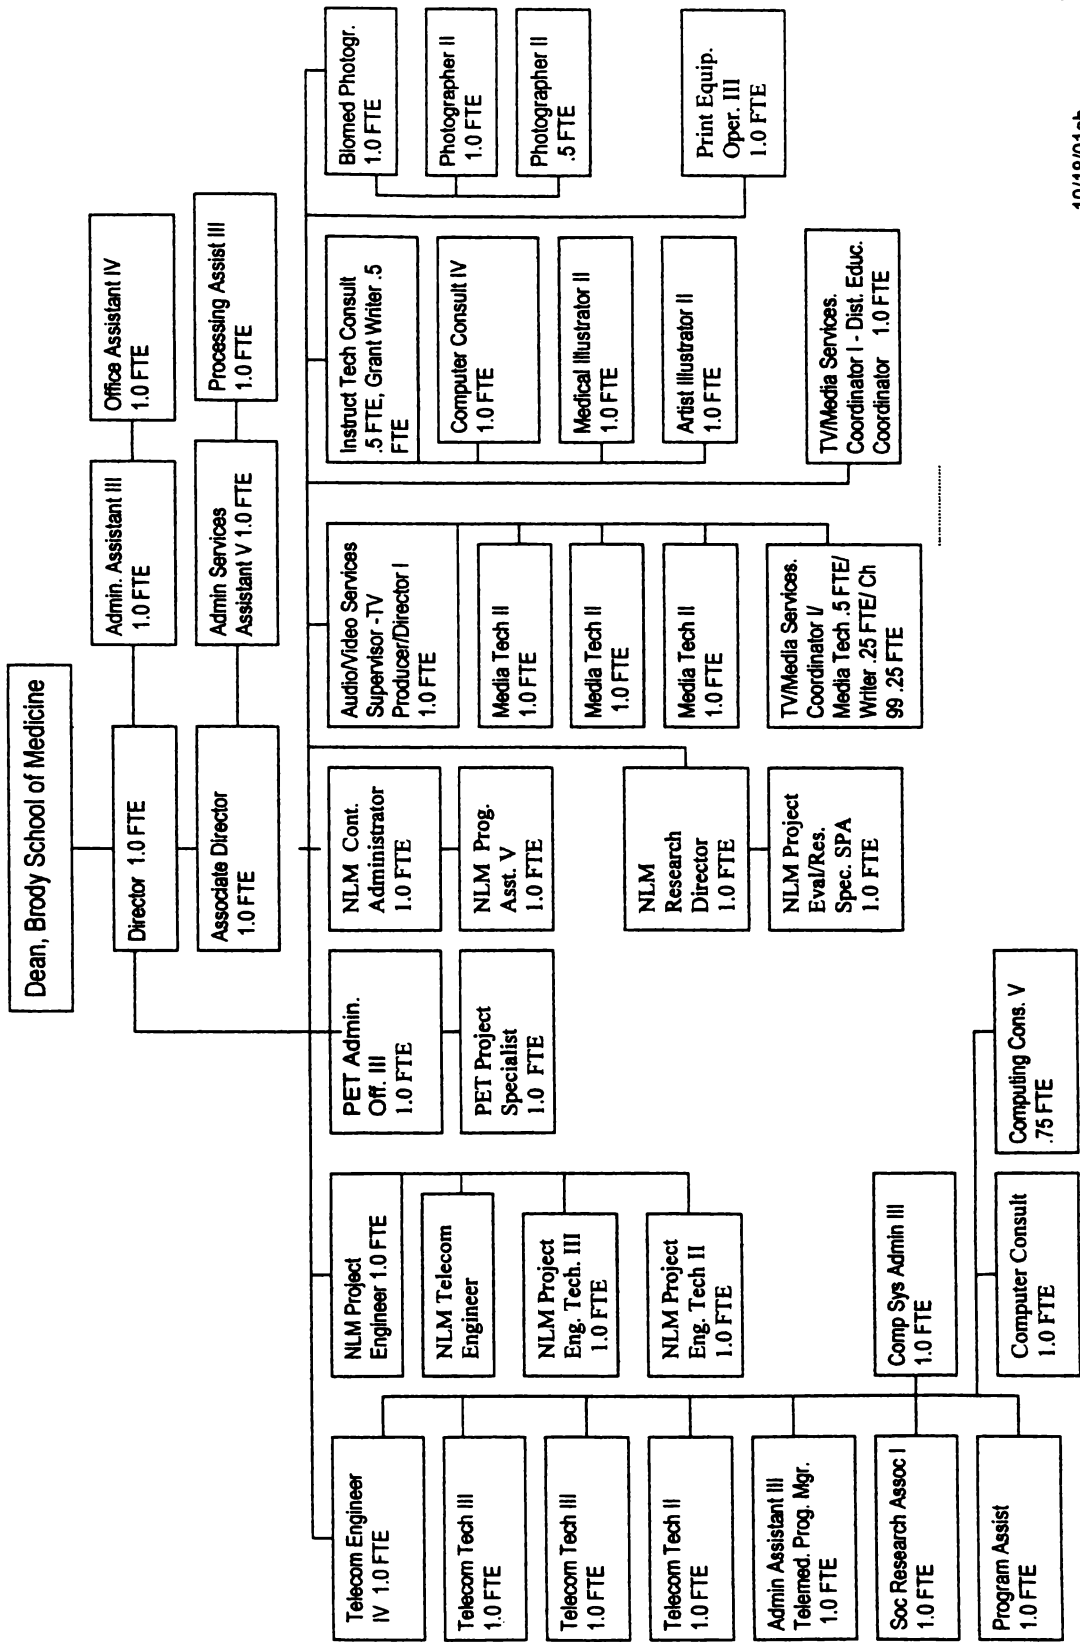 Dean, Brody School of Medicine
Director 1.0 FTE
Admin. Assistant III
1.0 FTE
Office Assistant IV
1.0 FTE
Associate Director
1.0 FTE
Admin Services
Assistant V 1.0 FTE
Processing Assist III
1.0 FTE
Telecom Engineer
IV 1.0 FTE
Telecom Tech III
1.0 FTE
Telecom Tech III
1.0 FTE
Telecom Tech II
1.0 FTE
Admin Assistant III
Telemed. Prog. Mgr.
1.0 FTE
Soc Research Assoc I
1.0 FTE
Program Assist
1.0 FTE
Comp Sys Admin III
1.0 FTE
Computer Consult
1.0 FTE
Computing Cons. V
.75 FTE
NLM Project
Engineer 1.0 FTE
NLM Telecom
Engineer
NLM Project
Eng. Tech. III
1.0 FTE
NLM Project
Eng. Tech II
1.0 FTE
PET Admin.
Off. III
1.0 FTE
PET Project
Specialist
1.0 FTE
NLM Cont.
Administrator
1.0 FTE
NLM Prog.
Asst. V
1.0 FTE
NLM
Research
Director
1.0 FTE
NLM Project
Eval/Res.
Spec. SPA
1.0 FTE
Audio/Video Services
Supervisor -TV
Producer/Director I
1.0 FTE
Media Tech II
1.0 FTE
Media Tech II
1.0 FTE
Media Tech II
1.0 FTE
TV/Media Services.
Coordinator I/
Media Tech .5 FTE/
Writer .25 FTE/ Ch
99 .25 FTE
Instruct Tech Consult
.5 FTE, Grant Writer .5
FTE
Computer Consult IV
1.0 FTE
Medical Illustrator II
1.0 FTE
Artist Illustrator II
1.0 FTE
TV/Media Services.
Coordinator I - Dist. Educ.
Coordinator 1.0 FTE
Biomed Photogr.
1.0 FTE
Photographer II
1.0 FTE
Photographer II
.5 FTE
Print Equip.
Oper. III
1.0 FTE